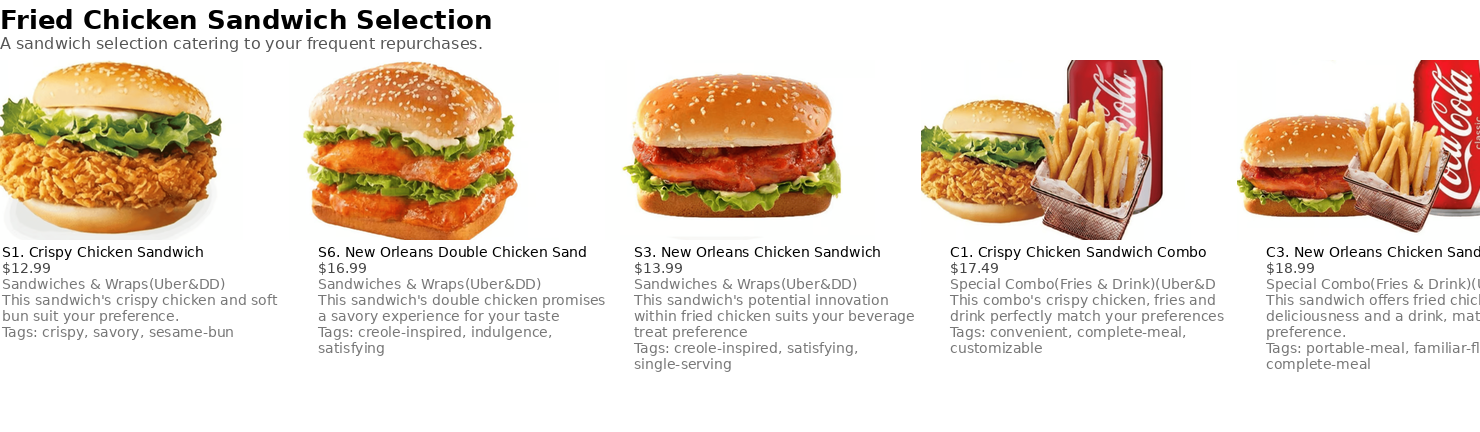 Fried Chicken Sandwich Selection
A sandwich selection catering to your frequent repurchases.
Cola
Coca-Cola
classic
S1. Crispy Chicken Sandwich
$12.99
Sandwiches & Wraps(Uber&DD)
This sandwich's crispy chicken and soft
bun suit your preference.
Tags: crispy, savory, sesame-bun
S6. New Orleans Double Chicken Sand
$16.99
Sandwiches & Wraps(Uber&DD)
This sandwich's double chicken promises
a savory experience for your taste
Tags: creole-inspired, indulgence,
satisfying
S3. New Orleans Chicken Sandwich
$13.99
Sandwiches & Wraps(Uber&DD)
This sandwich's potential innovation
within fried chicken suits your beverage
treat preference
Tags: creole-inspired, satisfying,
single-serving
C1. Crispy Chicken Sandwich Combo
$17.49
Special Combo(Fries & Drink)(Uber&D
This combo's crispy chicken, fries and
drink perfectly match your preferences
Tags: convenient, complete-meal,
customizable
C3. New Orleans Chicken Sand
$18.99
Special Combo(Fries & Drink)(U
This sandwich offers fried chic
deliciousness and a drink, mat
preference.
Tags: portable-meal, familiar-fl
complete-meal